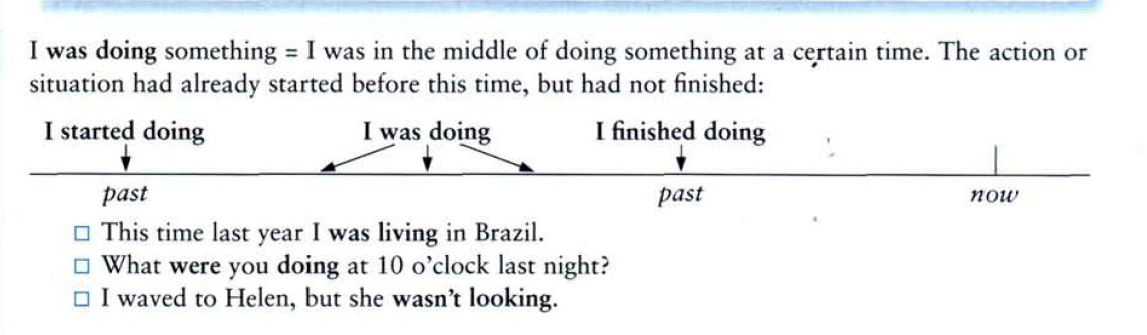 I was doing something = I was in the middle of doing something at a certain time. The action or
situation had already started before this time, but had not finished:
I started doing I was doing I finished doing
past past now
□ This time last year I was living in Brazil.
□ What were you doing at 10 o’clock last night?
□ I waved to Helen, but she wasn’t looking.